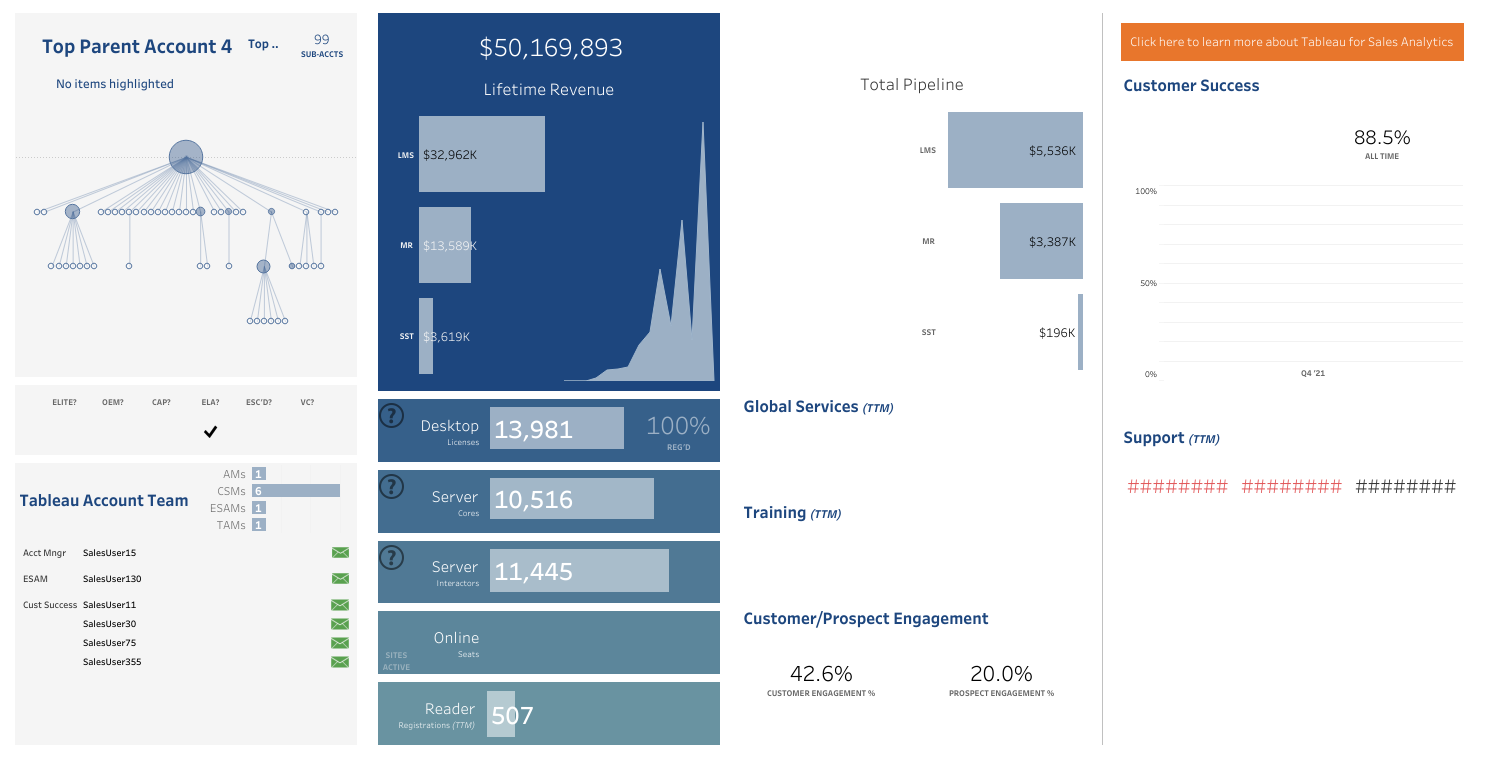 Top Parent Account 4
Top ..
99
SUB-ACCTS
No items highlighted
ELITE? OEM? CAP? ELA? ESC'D? VC?
Tableau Account Team
AMs 1
CSMs 6
ESAMs 1
TAMs 1
Acct Mngr SalesUser15
ESAM SalesUser130
Cust Success SalesUser11
SalesUser30
SalesUser75
SalesUser355
$50,169,893
Lifetime Revenue
LMS $32,962K
MR $13,589K
SST $3,619K
? Desktop 13,981 100%
Licenses REG'D
? Server 10,516
Cores
? Server 11,445
Interactors
Online
Seats
SITES
ACTIVE
Reader 507
Registrations (TTM)
Total Pipeline
LMS $5,536K
MR $3,387K
SST $196K
Global Services (TTM)
Training (TTM)
Customer/Prospect Engagement
42.6% 20.0%
CUSTOMER ENGAGEMENT % PROSPECT ENGAGEMENT %
Click here to learn more about Tableau for Sales Analytics
Customer Success
88.5%
ALL TIME
100%
50%
0%
Q4 '21
Support (TTM)
######## ######## ########